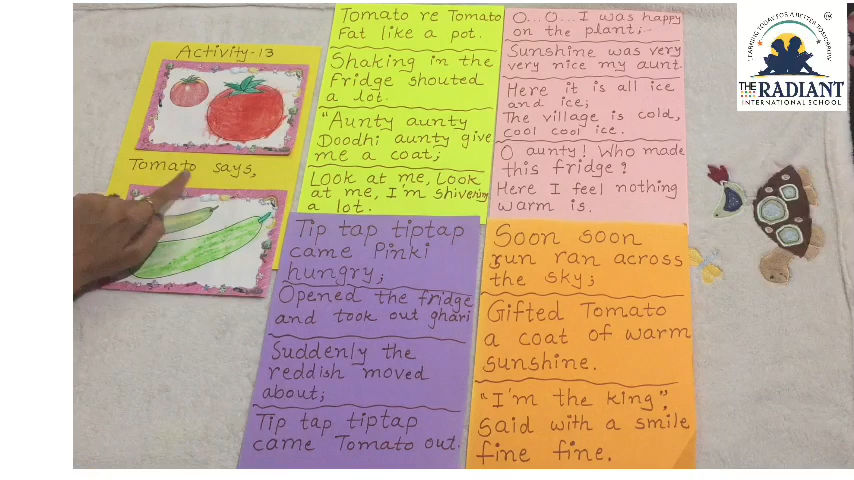 Activity-13
Tomato says,
Tomato re Tomato
Fat like a pot.
Shaking in the
fridge shouted
a lot.
"Aunty aunty
Doodhi aunty give
me a coat;
Look at me, Look
at me, I'm shivering
a lot.
O...O...I was happy
on the plant;
Sunshine was very
very nice my aunt.
Here it is all ice
and ice;
The village is cold,
cool cool ice.
O aunty! Who made
this fridge?
Here I feel nothing
warm is.
Tip tap tiptap
came Pinki
hungry;
Opened the fridge
and took out ghari
Suddenly the
reddish moved
about;
Tip tap tiptap
came Tomato out.
Soon soon
run ran across
the sky;
Gifted Tomato
a coat of warm
sunshine.
"I'm the king",
Said with a smile
fine fine.
LEARNING TODAY FOR A BETTER TOMORROW
THE RADIANT
INTERNATIONAL SCHOOL